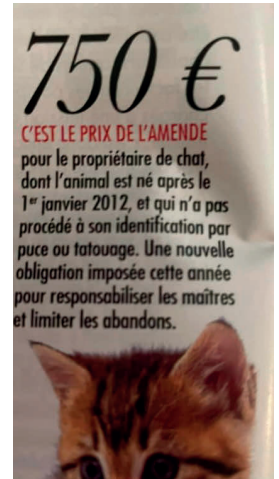 750 €
C'EST LE PRIX DE L'AMENDE
pour le propriétaire de chat,
dont l'animal est né après le
1er janvier 2012, et qui n'a pas
procédé à son identification par
puce ou tatouage. Une nouvelle
obligation imposée cette année
pour responsabiliser les maîtres
et limiter les abandons.